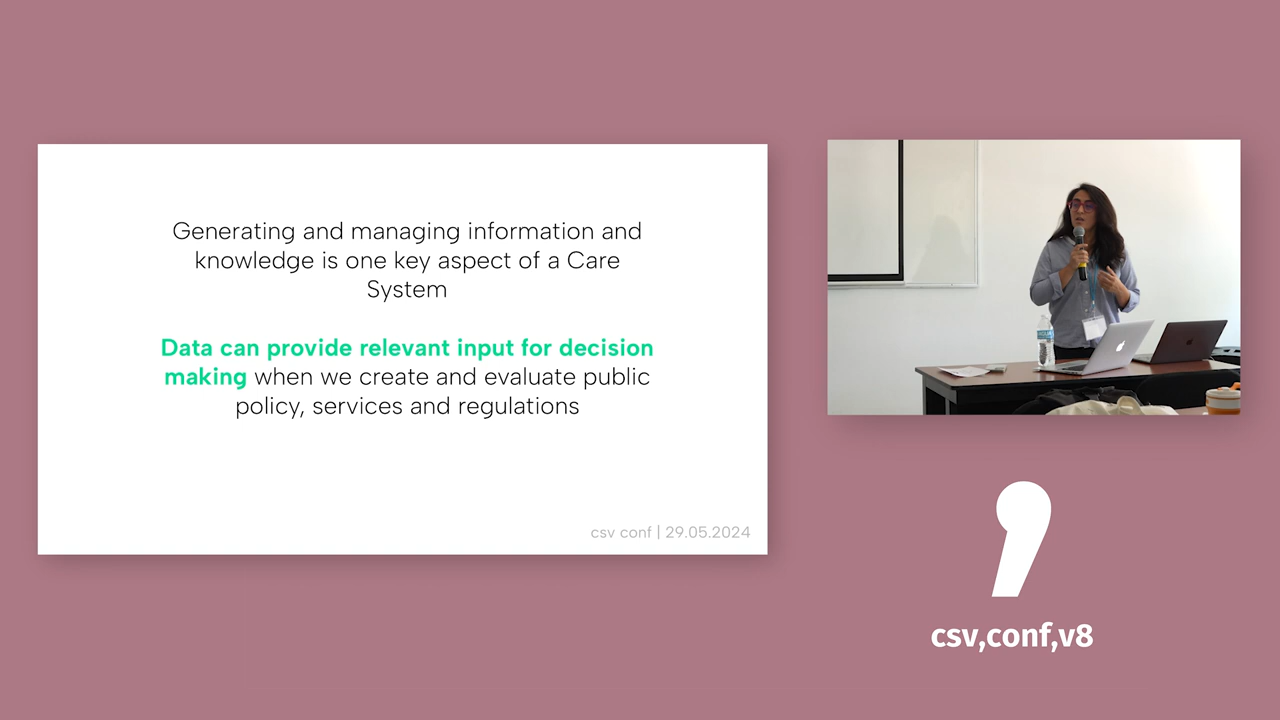 Generating and managing information and
knowledge is one key aspect of a Care
System
Data can provide relevant input for decision
making when we create and evaluate public
policy, services and regulations
csv conf | 29.05.2024
csv,conf,v8